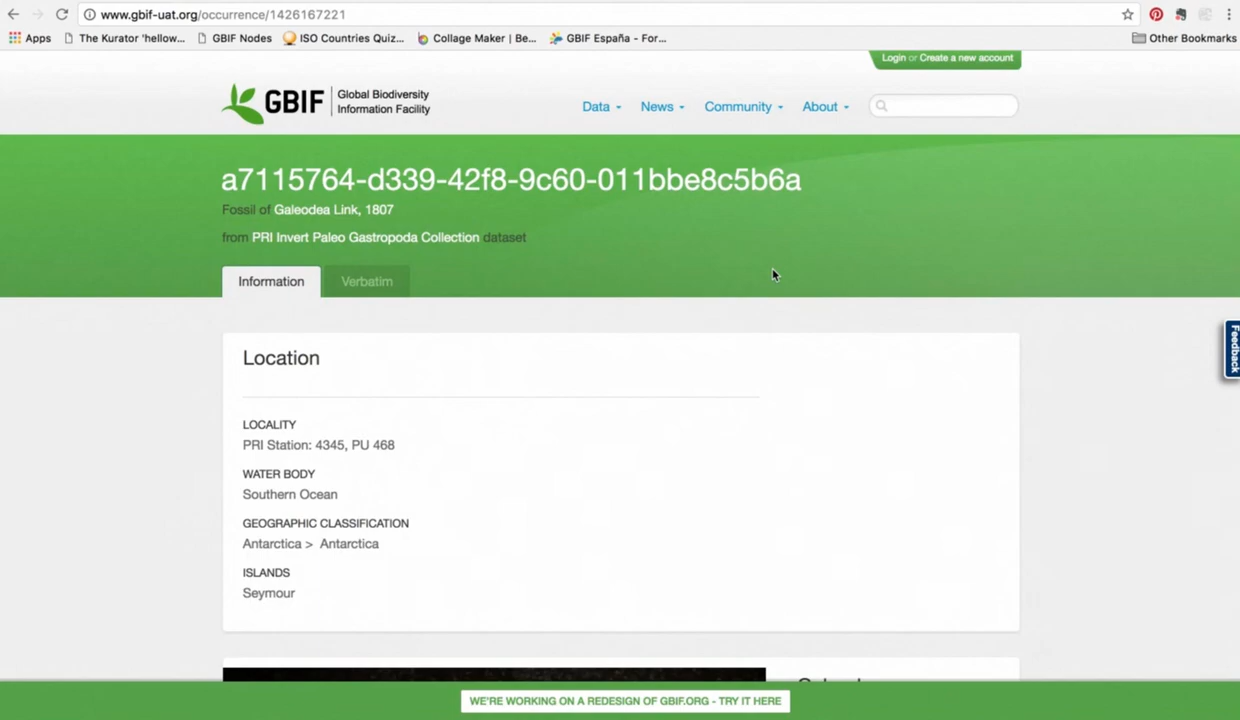 www.gbif-uat.org/occurrence/1426167221
Apps The Kurator 'hellow... GBIF Nodes ISO Countries Quiz... Collage Maker | Be... GBIF España - For... Other Bookmarks
Login or Create a new account
GBIF Global Biodiversity
Information Facility
Data News Community About
a7115764-d339-42f8-9c60-011bbe8c5b6a
Fossil of Galeodea Link, 1807
from PRI Invert Paleo Gastropoda Collection dataset
Information Verbatim
Feedback
Location
LOCALITY
PRI Station: 4345, PU 468
WATER BODY
Southern Ocean
GEOGRAPHIC CLASSIFICATION
Antarctica > Antarctica
ISLANDS
Seymour
WE'RE WORKING ON A REDESIGN OF GBIF.ORG - TRY IT HERE